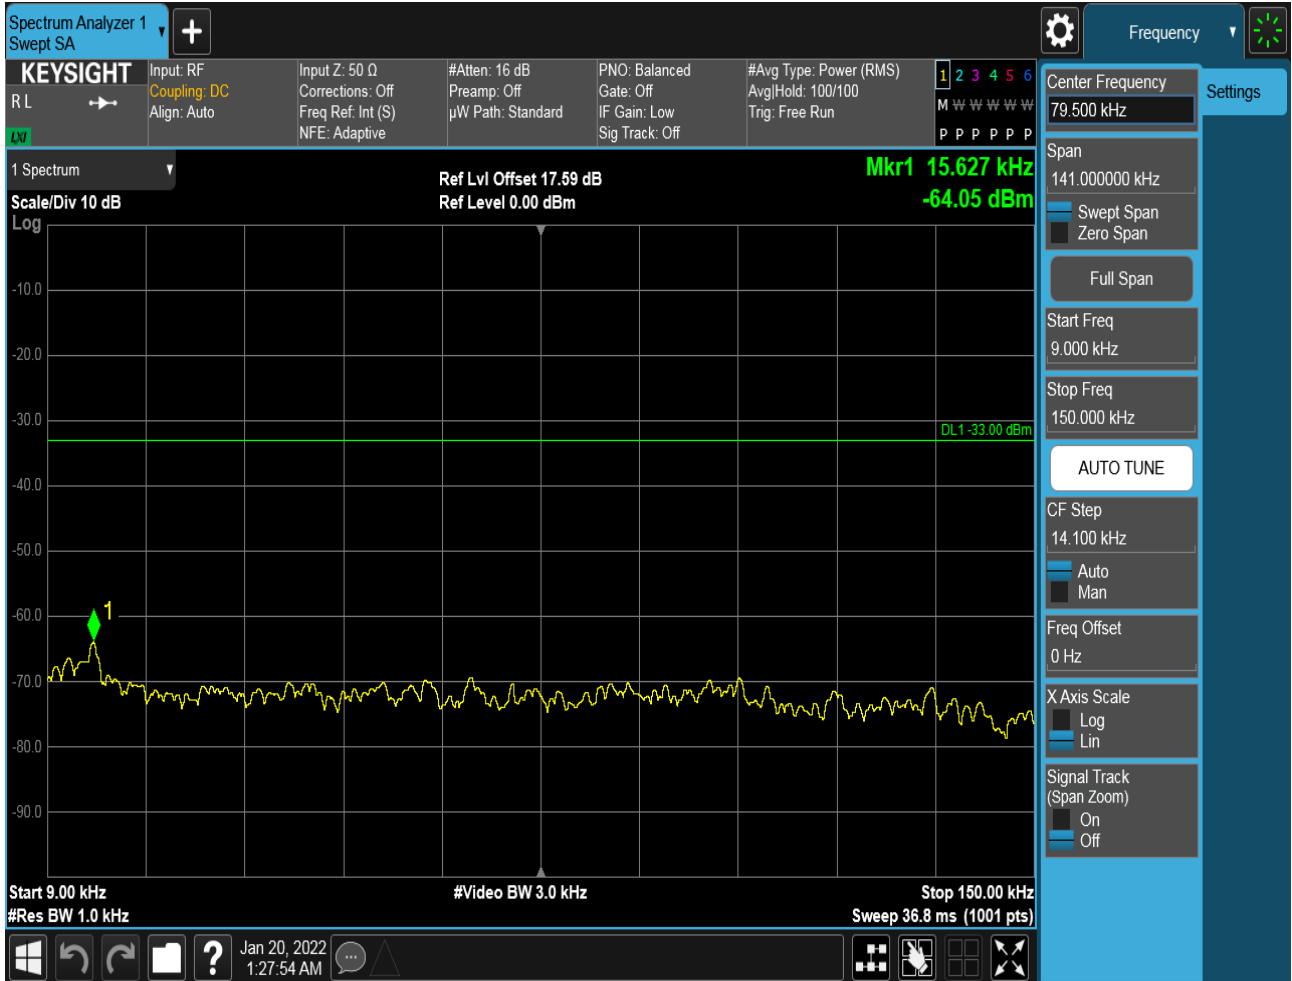 Spectrum Analyzer 1
Swept SA
Frequency
KEYSIGHT
R L
LXI
Input: RF
Coupling: DC
Align: Auto
Input Z: 50 Ω
Corrections: Off
Freq Ref: Int (S)
NFE: Adaptive
#Atten: 16 dB
Preamp: Off
µW Path: Standard
PNO: Balanced
Gate: Off
IF Gain: Low
Sig Track: Off
#Avg Type: Power (RMS)
Avg|Hold: 100/100
Trig: Free Run
1 2 3 4 5 6
M W W W W W
P P P P P P
1 Spectrum
Scale/Div 10 dB
Log
Ref Lvl Offset 17.59 dB
Ref Level 0.00 dBm
Mkr1 15.627 kHz
-64.05 dBm
-10.0
-20.0
-30.0
DL1 -33.00 dBm
-40.0
-50.0
-60.0
1
-70.0
-80.0
-90.0
Start 9.00 kHz
#Video BW 3.0 kHz
Stop 150.00 kHz
#Res BW 1.0 kHz
Sweep 36.8 ms (1001 pts)
Jan 20, 2022
1:27:54 AM
Center Frequency
79.500 kHz
Settings
Span
141.000000 kHz
Swept Span
Zero Span
Full Span
Start Freq
9.000 kHz
Stop Freq
150.000 kHz
AUTO TUNE
CF Step
14.100 kHz
Auto
Man
Freq Offset
0 Hz
X Axis Scale
Log
Lin
Signal Track
(Span Zoom)
On
Off